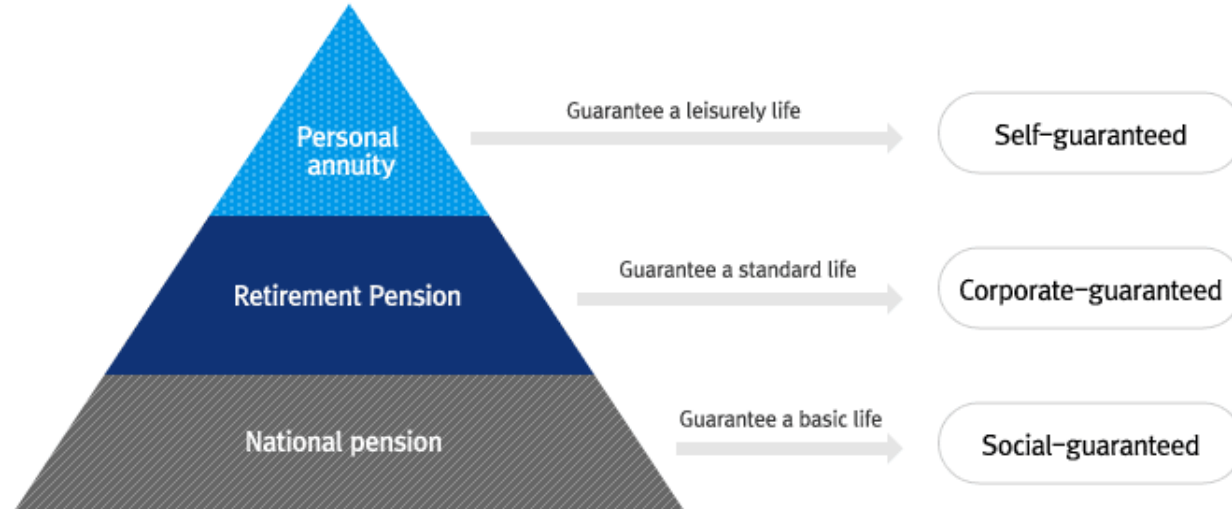 Personal
annuity
Guarantee a leisurely life
Self-guaranteed
Retirement Pension
Guarantee a standard life
Corporate-guaranteed
National pension
Guarantee a basic life
Social-guaranteed